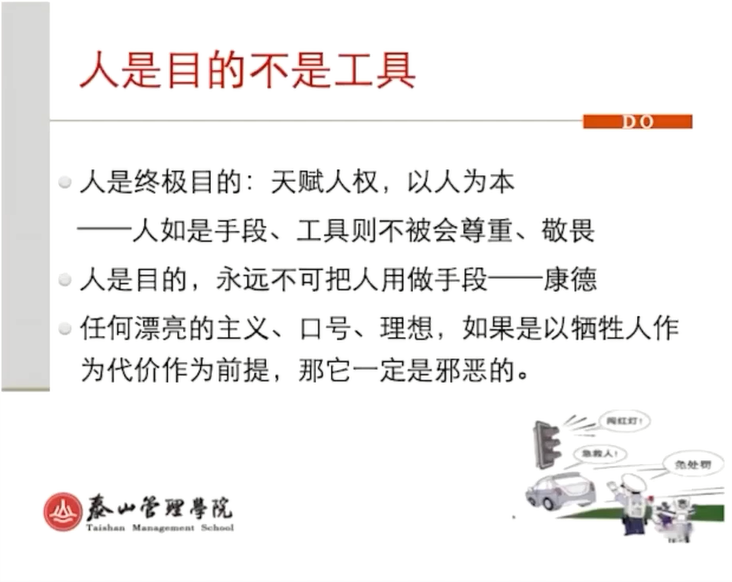 人是目的不是工具
DO
人是终极目的：天赋人权，以人为本
——人如是手段、工具则不被会尊重、敬畏
人是目的，永远不可把人用做手段——康德
任何漂亮的主义、口号、理想，如果是以牺牲人作
为代价作为前提，那它一定是邪恶的。
闯红灯！
急救人！
免处罚
泰山管理學院
Taishan Management School